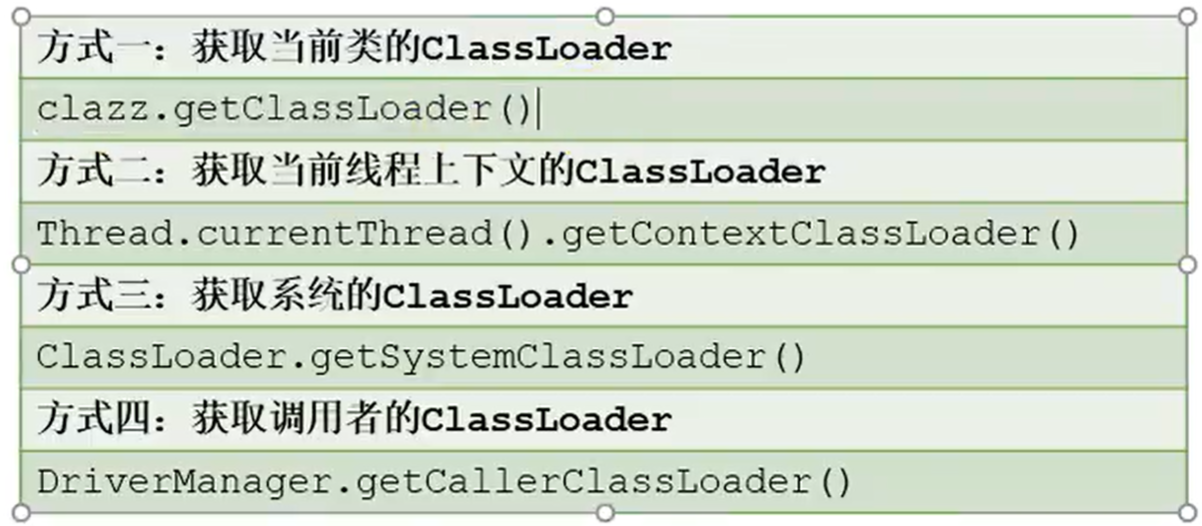 方式一：获取当前类的ClassLoader
clazz.getClassLoader()
方式二：获取当前线程上下文的ClassLoader
Thread.currentThread().getContextClassLoader()
方式三：获取系统的ClassLoader
ClassLoader.getSystemClassLoader()
方式四：获取调用者的ClassLoader
DriverManager.getCallerClassLoader()